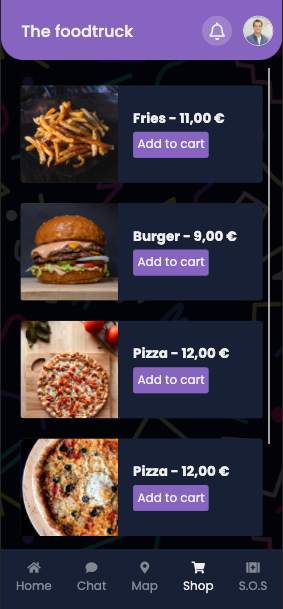 The foodtruck
Fries - 11,00 €
Add to cart
Burger - 9,00 €
Add to cart
Pizza - 12,00 €
Add to cart
Pizza - 12,00 €
Add to cart
Home Chat Map Shop S.O.S